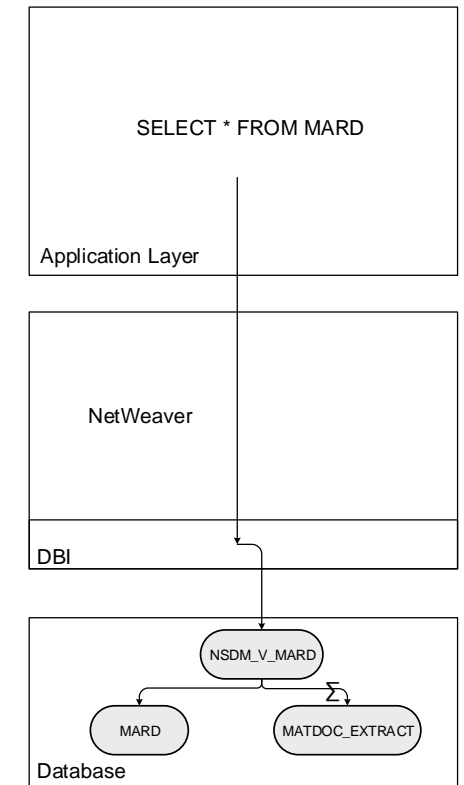 SELECT * FROM MARD
Application Layer
NetWeaver
DBI
NSDM_V_MARD
Σ
MARD
MATDOC_EXTRACT
Database